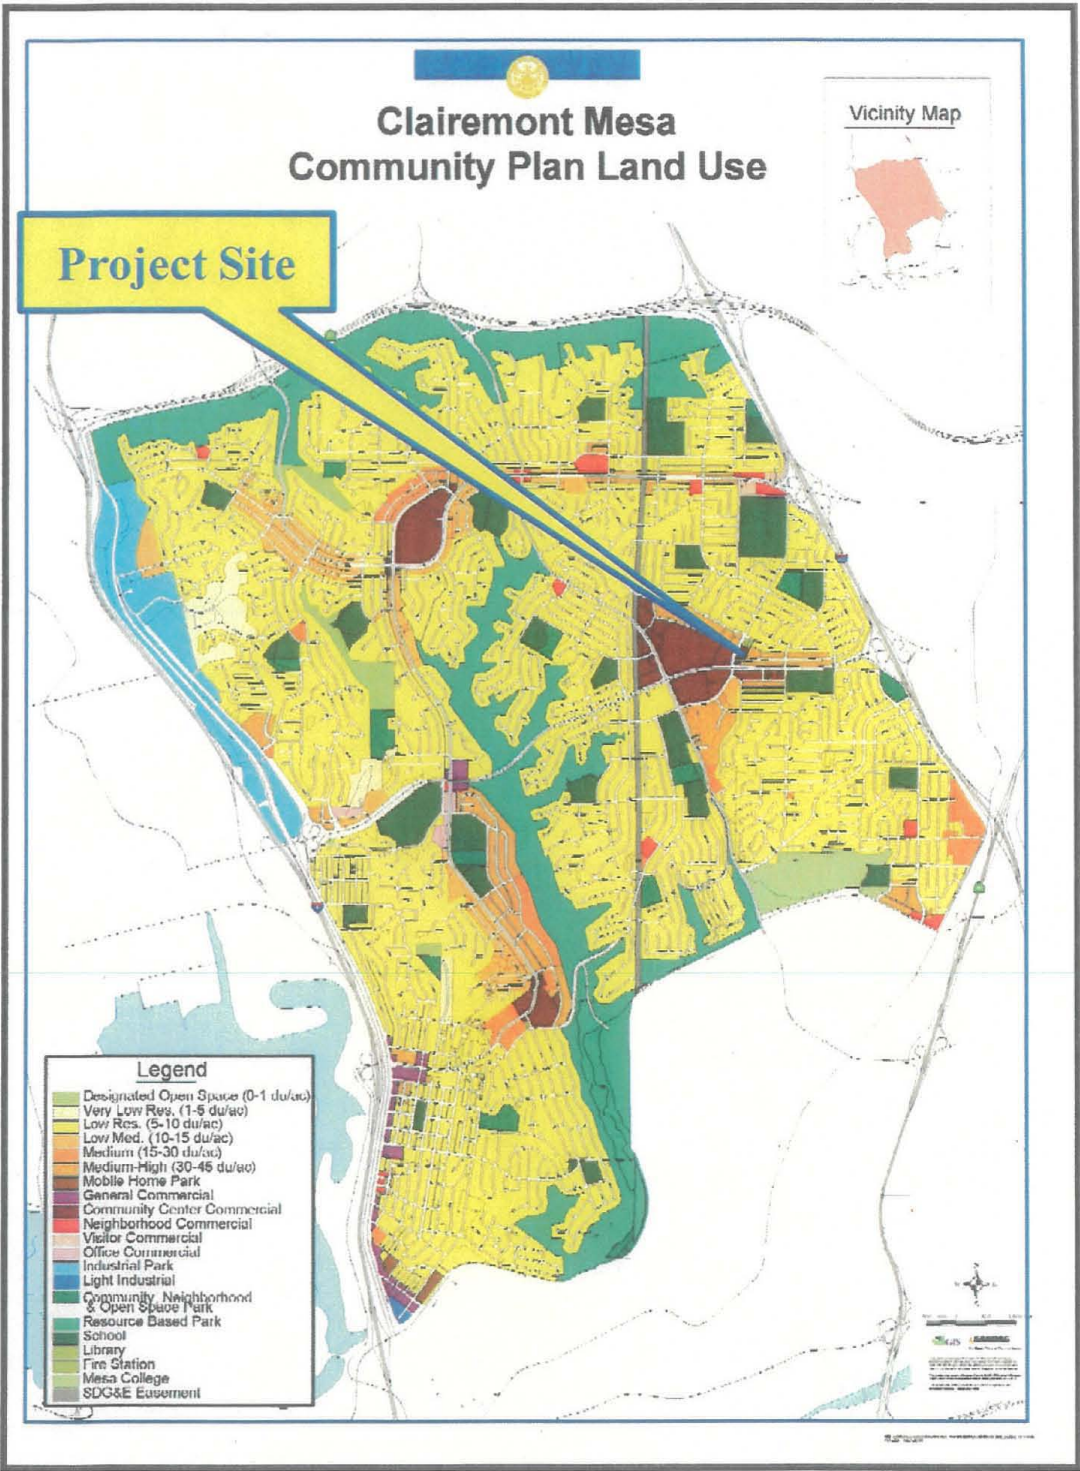 Clairemont Mesa
Community Plan Land Use
Vicinity Map
Project Site
Legend
Designated Open Space (0-1 du/ac)
Very Low Res. (1-5 du/ac)
Low Res. (5-10 du/ac)
Low Med. (10-15 du/ac)
Medium (15-30 du/ac)
Medium-High (30-45 du/ac)
Mobile Home Park
General Commercial
Community Center Commercial
Neighborhood Commercial
Visitor Commercial
Office Commercial
Industrial Park
Light Industrial
Community, Neighborhood
& Open Space Park
Resource Based Park
School
Library
Fire Station
Mesa College
SDG&E Easement